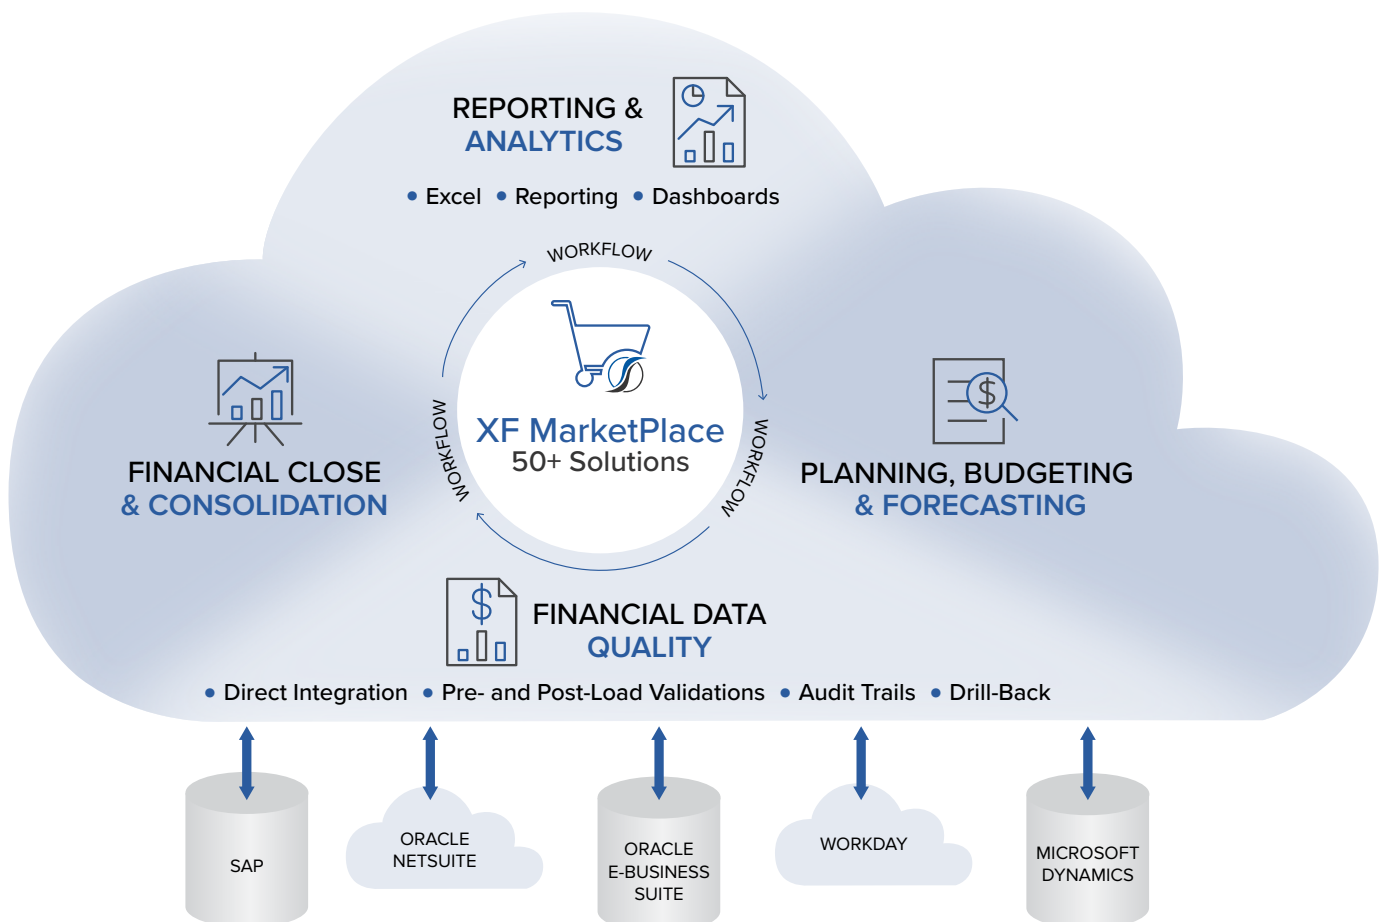 REPORTING &
ANALYTICS
• Excel • Reporting • Dashboards
WORKFLOW
WORKFLOW
WORKFLOW
XF MarketPlace
50+ Solutions
FINANCIAL CLOSE
& CONSOLIDATION
PLANNING, BUDGETING
& FORECASTING
$
$
FINANCIAL DATA
QUALITY
• Direct Integration • Pre- and Post-Load Validations • Audit Trails • Drill-Back
SAP
ORACLE
NETSUITE
ORACLE
E-BUSINESS
SUITE
WORKDAY
MICROSOFT
DYNAMICS